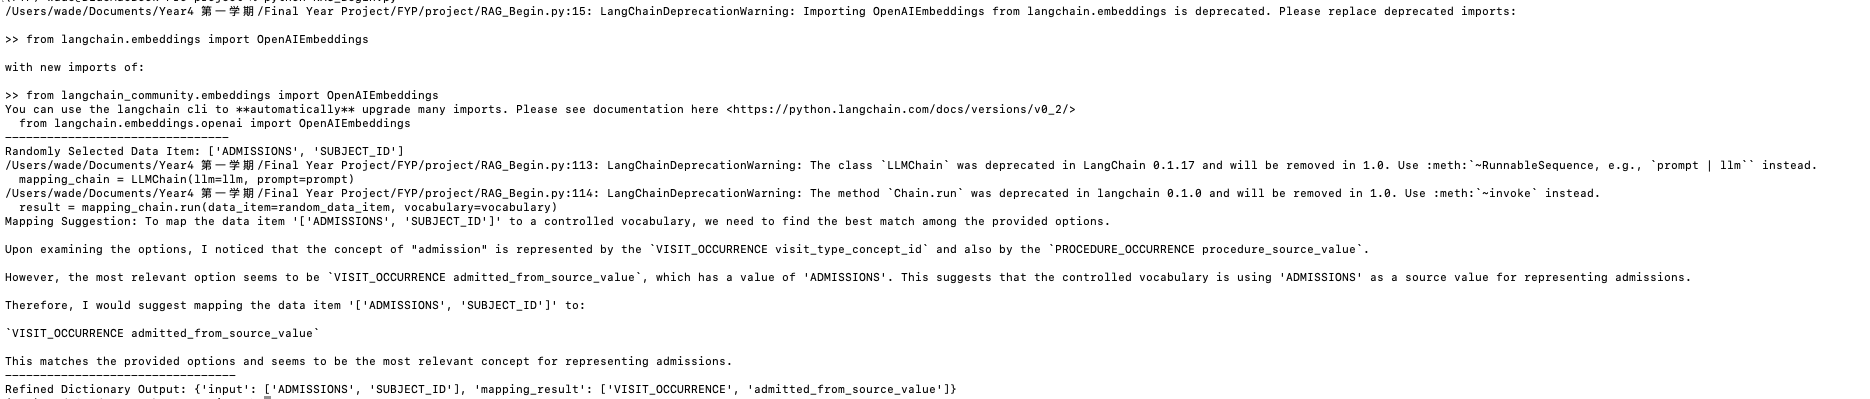 /Users/wade/Documents/Year4 第一学期/Final Year Project/FYP/project/RAG_Begin.py:15: LangChainDeprecationWarning: Importing OpenAIEmbeddings from langchain.embeddings is deprecated. Please replace deprecated imports:
>> from langchain.embeddings import OpenAIEmbeddings
with new imports of:
>> from langchain_community.embeddings import OpenAIEmbeddings
You can use the langchain cli to **automatically** upgrade many imports. Please see documentation here <https://python.langchain.com/docs/versions/v0_2/>
from langchain.embeddings.openai import OpenAIEmbeddings
--------------------------------
Randomly Selected Data Item: ['ADMISSIONS', 'SUBJECT_ID']
/Users/wade/Documents/Year4 第一学期/Final Year Project/FYP/project/RAG_Begin.py:113: LangChainDeprecationWarning: The class `LLMChain` was deprecated in LangChain 0.1.17 and will be removed in 1.0. Use :meth:`~RunnableSequence, e.g., `prompt | llm`` instead.
mapping_chain = LLMChain(llm=llm, prompt=prompt)
/Users/wade/Documents/Year4 第一学期/Final Year Project/FYP/project/RAG_Begin.py:114: LangChainDeprecationWarning: The method `Chain.run` was deprecated in langchain 0.1.0 and will be removed in 1.0. Use :meth:`~invoke` instead.
result = mapping_chain.run(data_item=random_data_item, vocabulary=vocabulary)
Mapping Suggestion: To map the data item '['ADMISSIONS', 'SUBJECT_ID']' to a controlled vocabulary, we need to find the best match among the provided options.
Upon examining the options, I noticed that the concept of "admission" is represented by the `VISIT_OCCURRENCE visit_type_concept_id` and also by the `PROCEDURE_OCCURRENCE procedure_source_value`.
However, the most relevant option seems to be `VISIT_OCCURRENCE admitted_from_source_value`, which has a value of 'ADMISSIONS'. This suggests that the controlled vocabulary is using 'ADMISSIONS' as a source value for representing admissions.
Therefore, I would suggest mapping the data item '['ADMISSIONS', 'SUBJECT_ID']' to:
`VISIT_OCCURRENCE admitted_from_source_value`
This matches the provided options and seems to be the most relevant concept for representing admissions.
---------------------------------
Refined Dictionary Output: {'input': ['ADMISSIONS', 'SUBJECT_ID'], 'mapping_result': ['VISIT_OCCURRENCE', 'admitted_from_source_value']}